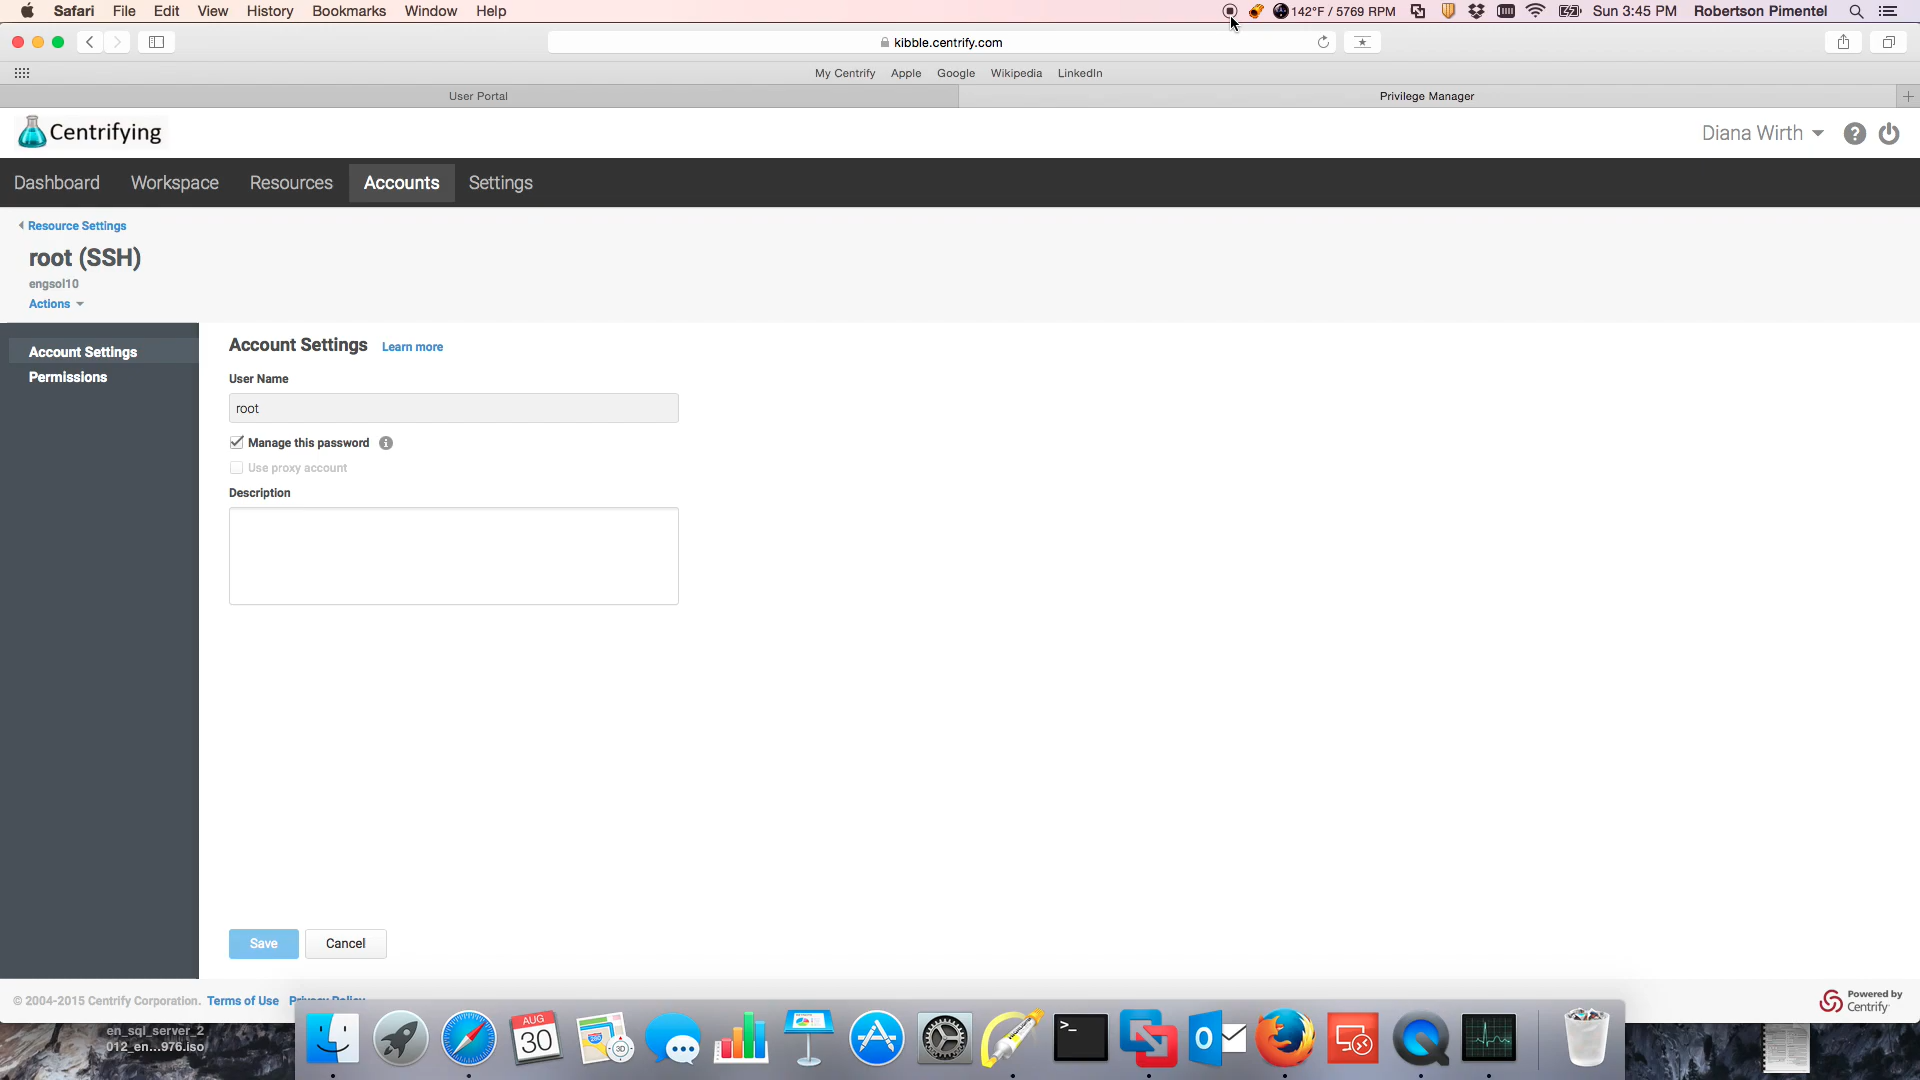 Safari File Edit View History Bookmarks Window Help 142°F / 5769 RPM Sun 3:45 PM Robertson Pimentel
kibble.centrify.com
My Centrify Apple Google Wikipedia LinkedIn
User Portal Privilege Manager
Centrifying Diana Wirth
Dashboard Workspace Resources Accounts Settings
Resource Settings
root (SSH)
engsol10
Actions
Account Settings
Permissions
Account Settings Learn more
User Name
root
Manage this password
Use proxy account
Description
Save Cancel
© 2004-2015 Centrify Corporation. Terms of Use Privacy Policy
Powered by
Centrify
en_sql_server_2
012_en...976.iso
AUG
30